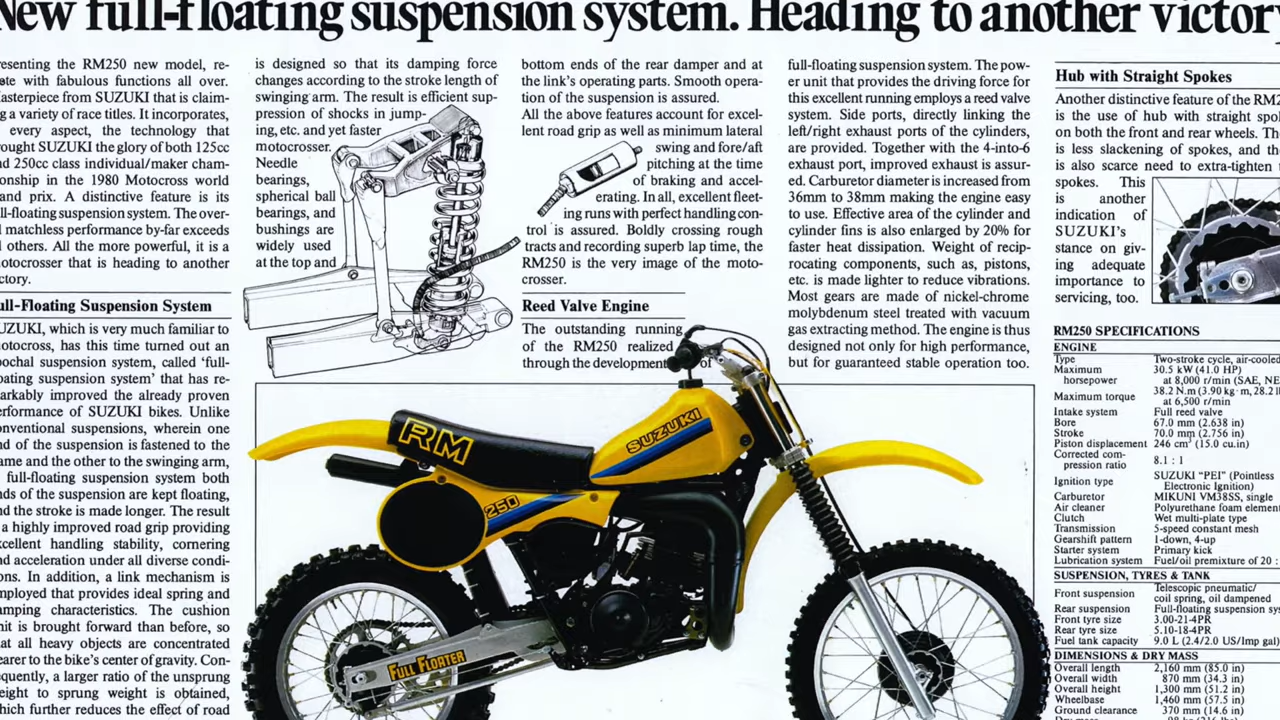 New full-floating suspension system. Heading to another victory
resenting the RM250 new model, re-
ete with fabulous functions all over.
asterpiece from SUZUKI that is claim-
g a variety of race titles. It incorporates,
every aspect, the technology that
rought SUZUKI the glory of both 125cc
nd 250cc class individual/maker cham-
onship in the 1980 Motocross world
and prix. A distinctive feature is its
ll-floating suspension system. The over-
l matchless performance by-far exceeds
l others. All the more powerful, it is a
otocrosser that is heading to another
ctory.
ull-Floating Suspension System
UZUKI, which is very much familiar to
otocross, has this time turned out an
pochal suspension system, called ‘full-
oating suspension system’ that has re-
arkably improved the already proven
erformance of SUZUKI bikes. Unlike
onventional suspensions, wherein one
nd of the suspension is fastened to the
ame and the other to the swinging arm,
full-floating suspension system both
nds of the suspension are kept floating,
nd the stroke is made longer. The result
a highly improved road grip providing
xcellent handling stability, cornering
nd acceleration under all diverse condi-
ons. In addition, a link mechanism is
mployed that provides ideal spring and
amping characteristics. The cushion
nit is brought forward than before, so
at all heavy objects are concentrated
earer to the bike's center of gravity. Con-
equently, a larger ratio of the unsprung
eight to sprung weight is obtained,
hich further reduces the effect of road
is designed so that its damping force
changes according to the stroke length of
swinging arm. The result is efficient sup-
pression of shocks in jump-
ing, etc. and yet faster
motocrosser.
Needle
bearings,
spherical ball
bearings, and
bushings are
widely used
at the top and
bottom ends of the rear damper and at
the link's operating parts. Smooth opera-
tion of the suspension is assured.
All the above features account for excel-
lent road grip as well as minimum lateral
swing and fore/aft
pitching at the time
of braking and accel-
erating. In all, excellent fleet-
ing runs with perfect handling con-
trol is assured. Boldly crossing rough
tracts and recording superb lap time, the
RM250 is the very image of the moto-
crosser.
Reed Valve Engine
The outstanding running
of the RM250 realized
through the development of
full-floating suspension system. The pow-
er unit that provides the driving force for
this excellent running employs a reed valve
system. Side ports, directly linking the
left/right exhaust ports of the cylinders,
are provided. Together with the 4-into-6
exhaust port, improved exhaust is assur-
ed. Carburetor diameter is increased from
36mm to 38mm making the engine easy
to use. Effective area of the cylinder and
cylinder fins is also enlarged by 20% for
faster heat dissipation. Weight of recip-
rocating components, such as, pistons,
etc. is made lighter to reduce vibrations.
Most gears are made of nickel-chrome
molybdenum steel treated with vacuum
gas extracting method. The engine is thus
designed not only for high performance,
but for guaranteed stable operation too.
Hub with Straight Spokes
Another distinctive feature of the RM2
is the use of hub with straight spok
on both the front and rear wheels. The
is less slackening of spokes, and the
is also scarce need to extra-tighten
spokes. This
is another
indication of
SUZUKI's
stance on giv-
ing adequate
importance to
servicing, too.
RM250 SPECIFICATIONS
ENGINE
Type Two-stroke cycle, air-cooled
Maximum horsepower 30.5 kW (41.0 HP)
at 8,000 r/min (SAE, NE
Maximum torque 38.2 N.m (3.90 kg·m, 28.2 l
at 6,500 r/min
Intake system Full reed valve
Bore 67.0 mm (2.638 in)
Stroke 70.0 mm (2.756 in)
Piston displacement 246 cm³ (15.0 cu.in)
Corrected com-
pression ratio 8.1 : 1
Ignition type SUZUKI “PEI” (Pointless
Electronic Ignition)
Carburetor MIKUNI VM38SS, single
Air cleaner Polyurethane foam elemen
Clutch Wet multi-plate type
Transmission 5-speed constant mesh
Gearshift pattern 1-down, 4-up
Starter system Primary kick
Lubrication system Fuel/oil premixture of 20 :
SUSPENSION, TYRES & TANK
Front suspension Telescopic pneumatic/
coil spring, oil dampened
Rear suspension Full-floating suspension sys
Front tyre size 3.00-21-4PR
Rear tyre size 5.10-18-4PR
Fuel tank capacity 9.0 L (2.4/2.0 US/Imp gal)
DIMENSIONS & DRY MASS
Overall length 2,160 mm (85.0 in)
Overall width 870 mm (34.3 in)
Overall height 1,300 mm (51.2 in)
Wheelbase 1,460 mm (57.5 in)
Ground clearance 370 mm (14.6 in)
RM
SUZUKI
250
FULL FLOATER